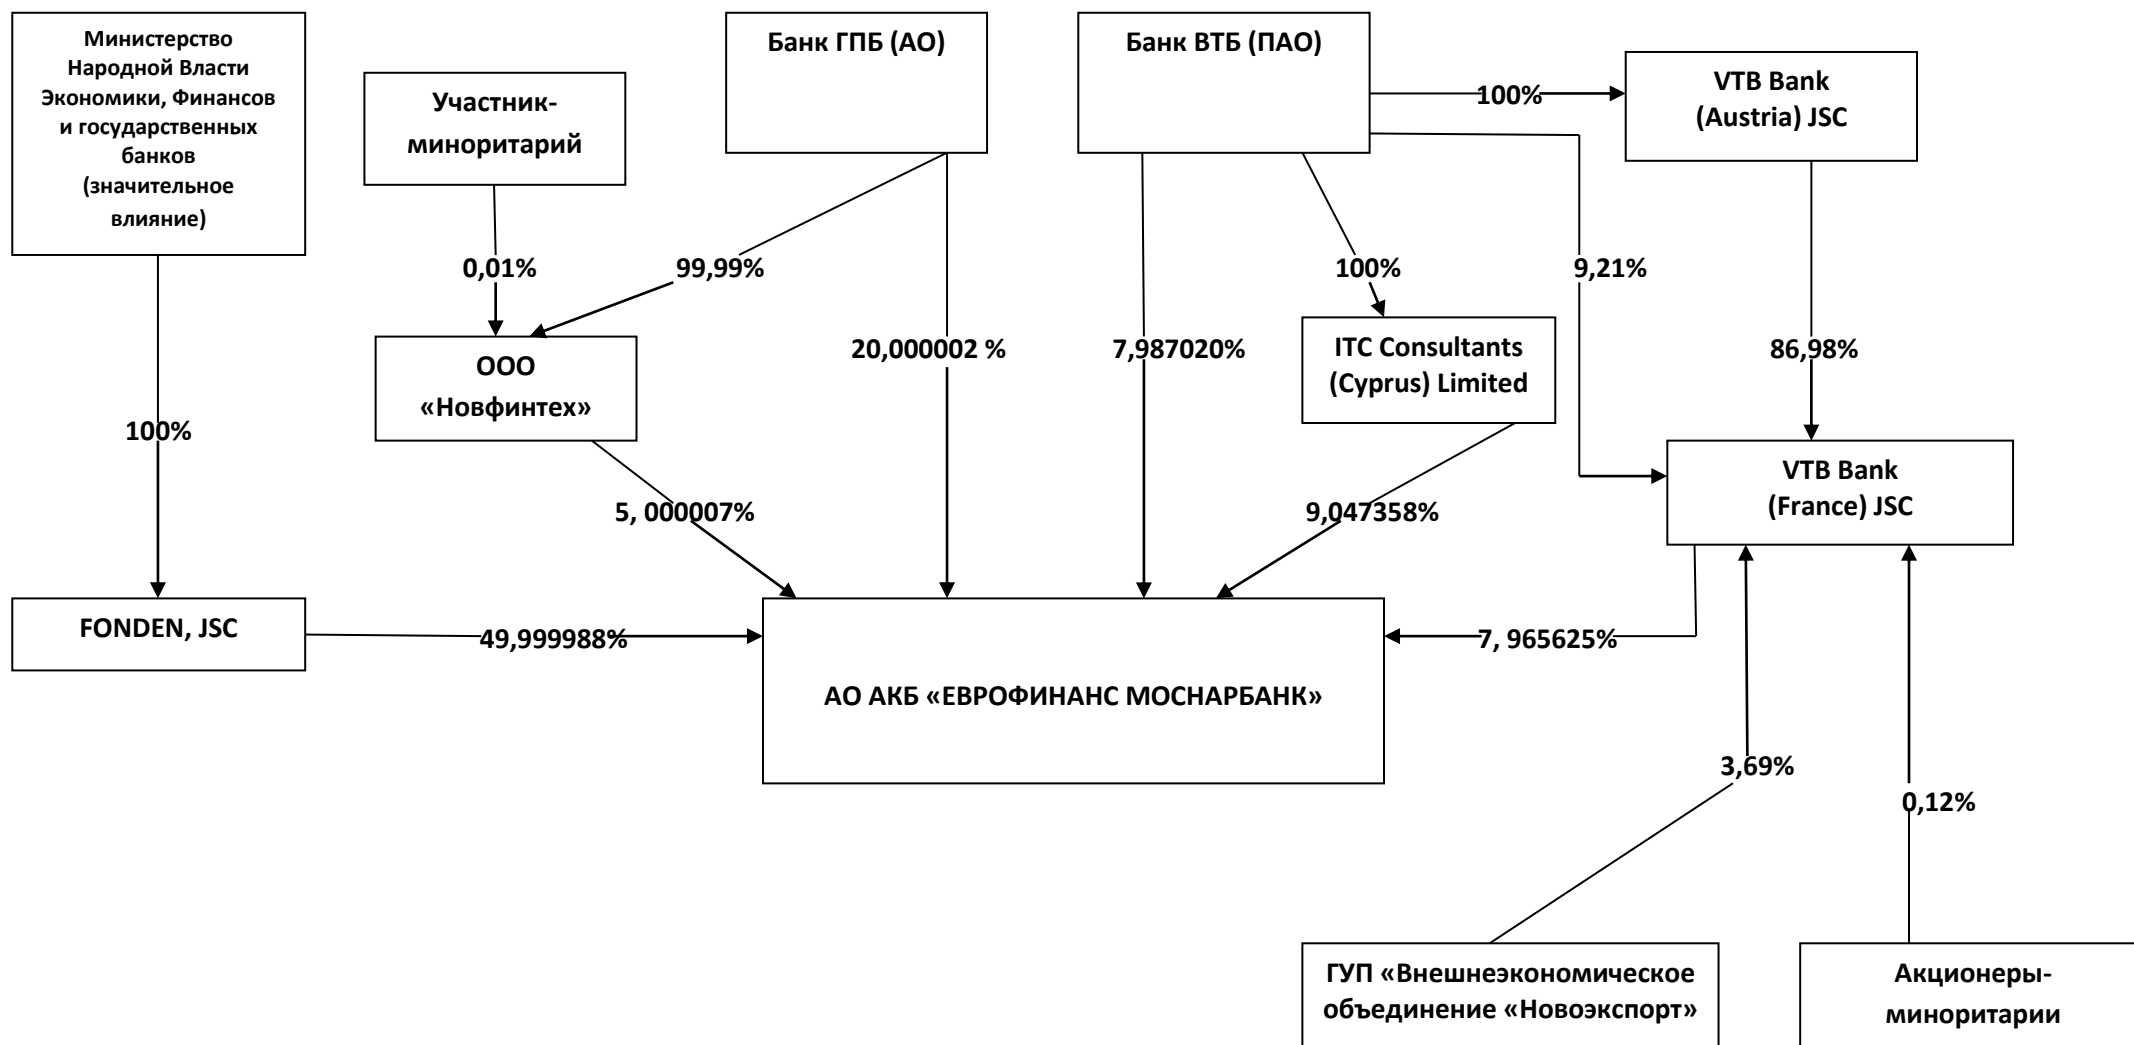 Министерство
Народной Власти
Экономики, Финансов
и государственных
банков
(значительное
влияние)
Участник-
миноритарий
Банк ГПБ (АО)
Банк ВТБ (ПАО)
VTB Bank
(Austria) JSC
100%
0,01%
99,99%
100%
9,21%
ООО
«Новфинтех»
20,000002 %
7,987020%
ITC Consultants
(Cyprus) Limited
86,98%
100%
VTB Bank
(France) JSC
5, 000007%
9,047358%
FONDEN, JSC
49,999988%
7, 965625%
АО АКБ «ЕВРОФИНАНС МОСНАРБАНК»
3,69%
0,12%
ГУП «Внешнеэкономическое
объединение «Новоэкспорт»
Акционеры-
миноритарии